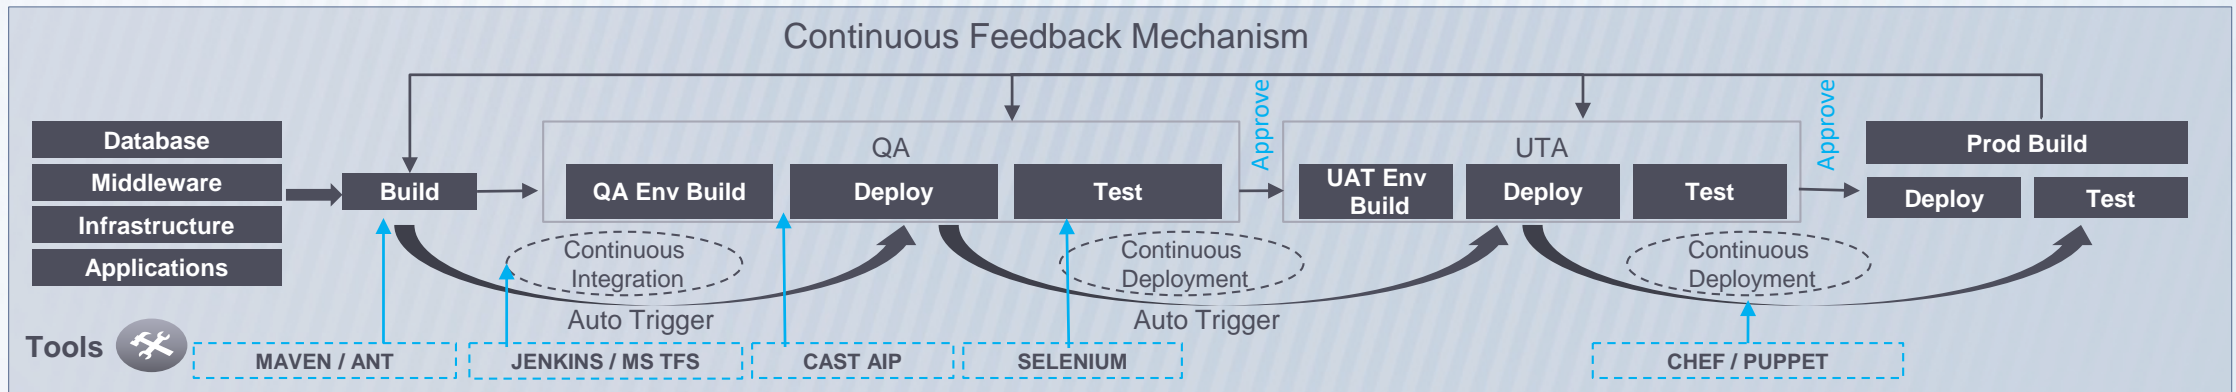 Continuous Feedback Mechanism
Database
Middleware
Infrastructure
Applications
Build
QA
QA Env Build
Deploy
Test
Approve
UTA
UAT Env
Build
Deploy
Test
Approve
Prod Build
Deploy
Test
Continuous
Integration
Continuous
Deployment
Continuous
Deployment
Auto Trigger
Auto Trigger
Tools
MAVEN / ANT
JENKINS / MS TFS
CAST AIP
SELENIUM
CHEF / PUPPET